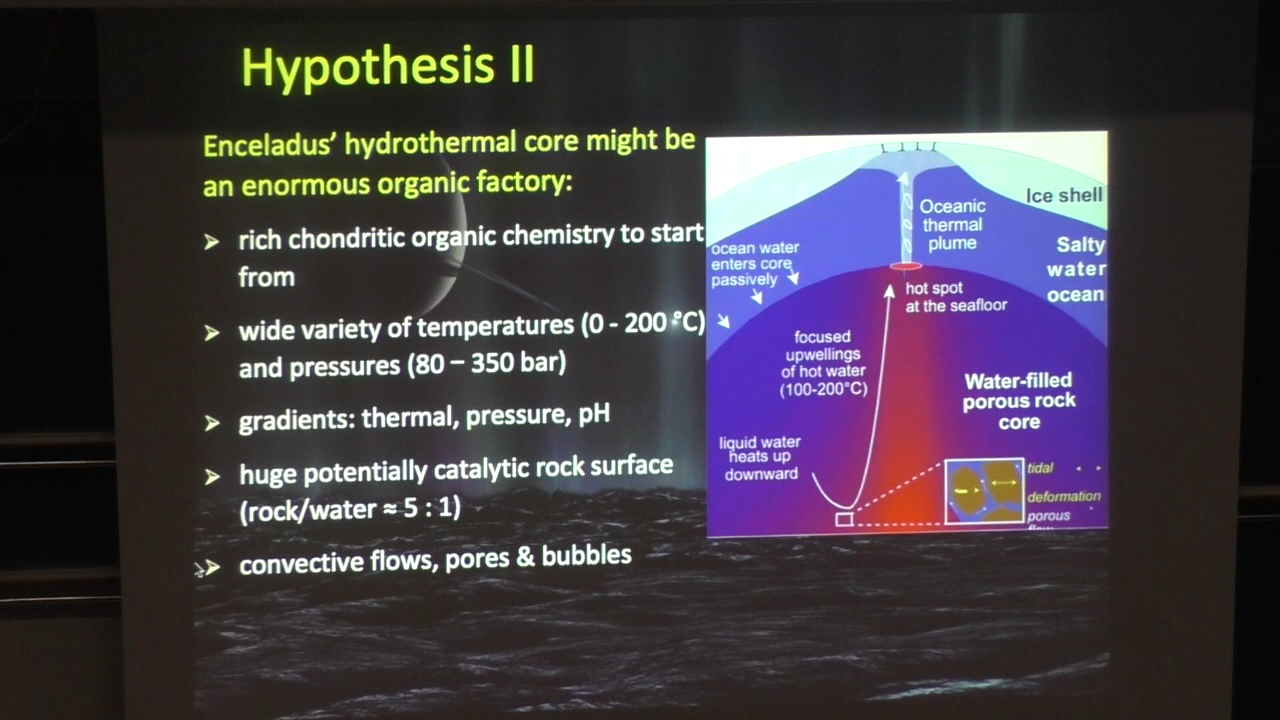 Hypothesis II
Enceladus’ hydrothermal core might be
an enormous organic factory:
➢ rich chondritic organic chemistry to start
from
➢ wide variety of temperatures (0 - 200 °C)
and pressures (80 – 350 bar)
➢ gradients: thermal, pressure, pH
➢ huge potentially catalytic rock surface
(rock/water ≈ 5 : 1)
➢ convective flows, pores & bubbles
Ice shell
Oceanic
thermal
plume
Salty
water
ocean
ocean water
enters core
passively
hot spot
at the seafloor
focused
upwellings
of hot water
(100-200°C)
Water-filled
porous rock
core
liquid water
heats up
downward
tidal
deformation
porous